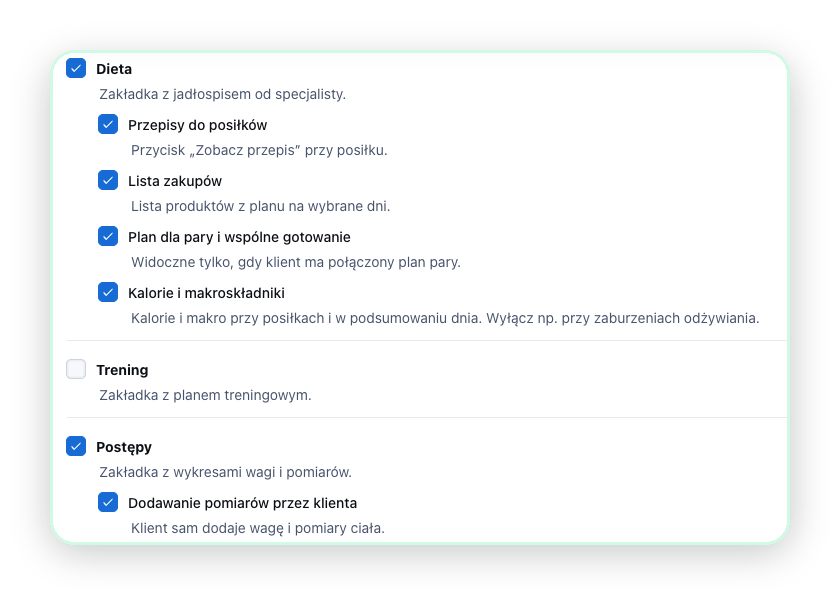 Dieta
Zakładka z jadłospisem od specjalisty.
Przepisy do posiłków
Przycisk „Zobacz przepis” przy posiłku.
Lista zakupów
Lista produktów z planu na wybrane dni.
Plan dla pary i wspólne gotowanie
Widoczne tylko, gdy klient ma połączony plan pary.
Kalorie i makroskładniki
Kalorie i makro przy posiłkach i w podsumowaniu dnia. Wyłącz np. przy zaburzeniach odżywiania.
Trening
Zakładka z planem treningowym.
Postępy
Zakładka z wykresami wagi i pomiarów.
Dodawanie pomiarów przez klienta
Klient sam dodaje wagę i pomiary ciała.